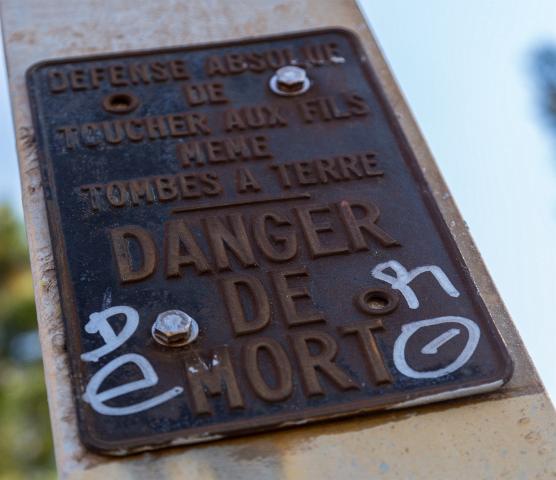 DEFENSE ABSOLUE
DE
TOUCHER AUX FILS
MEME
TOMBES A TERRE
DANGER
DE
MORT